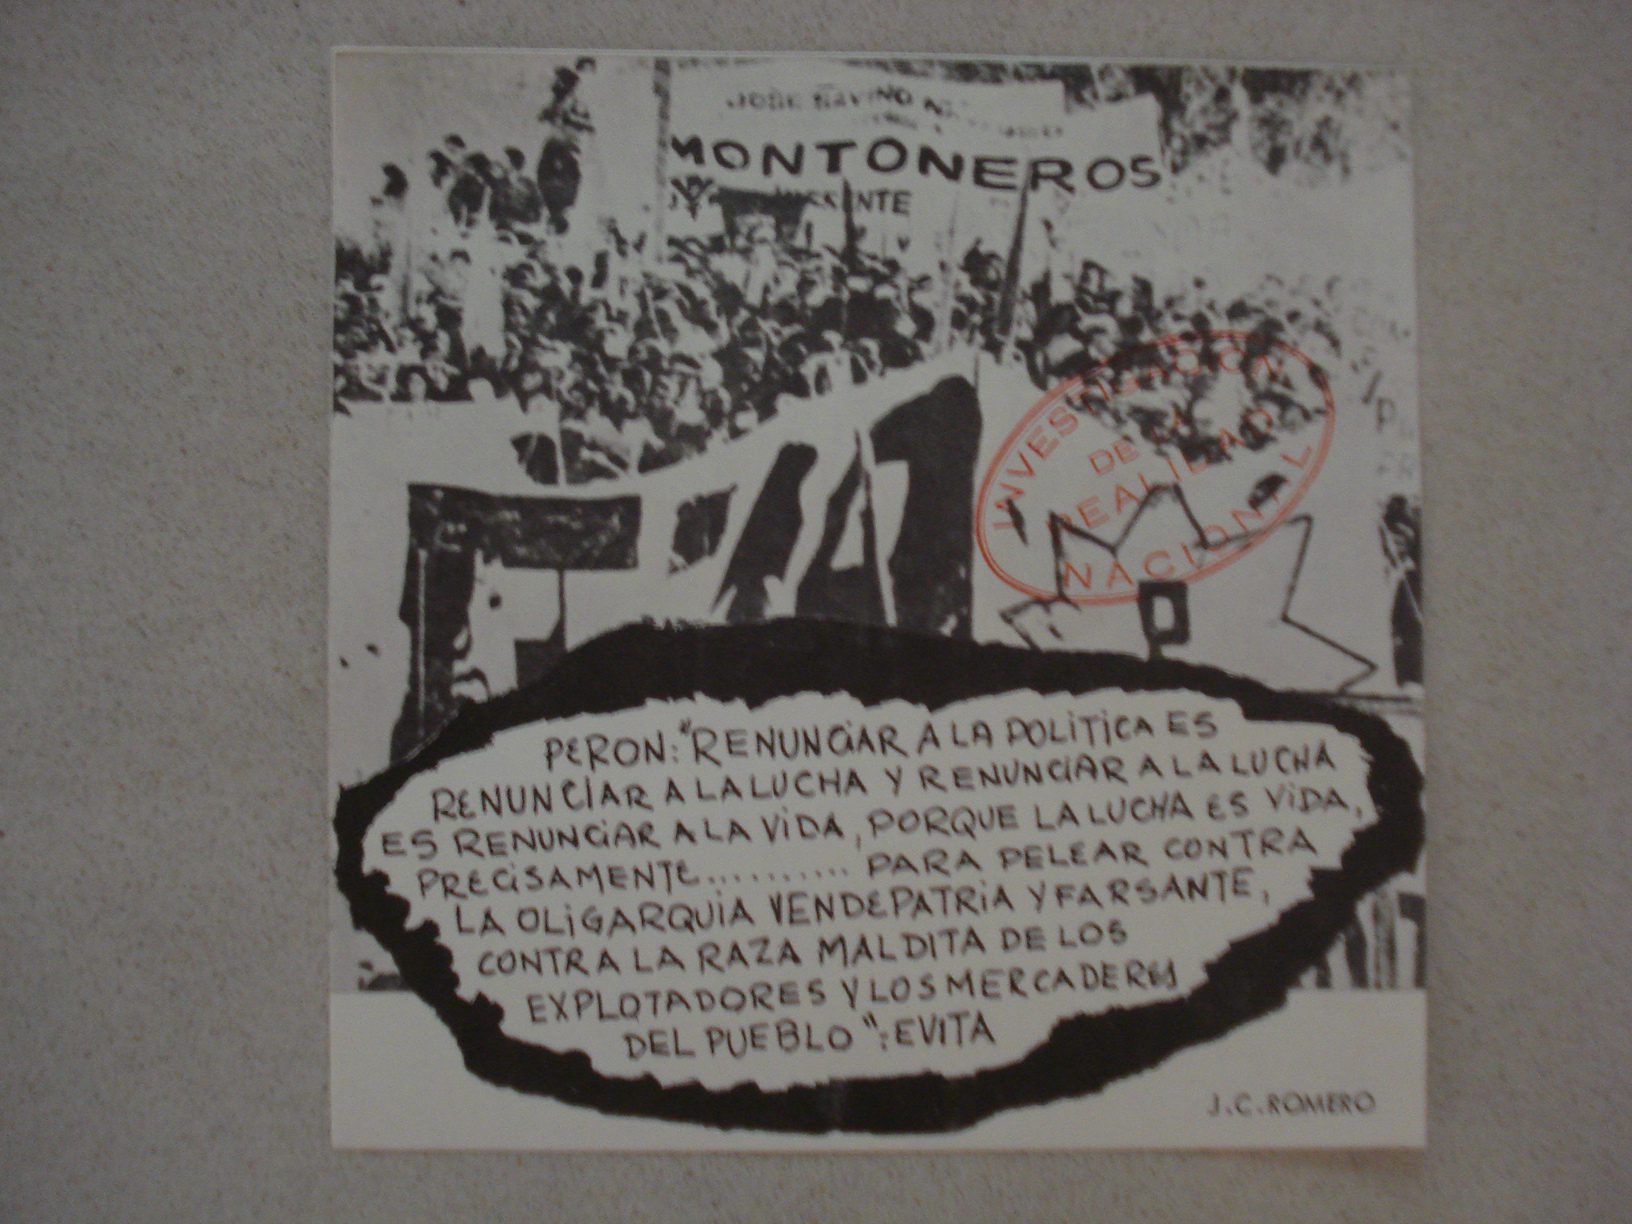 JOSE SAVINO
MONTONEROS
FAP
P
INVESTIGACION
DE LA
REALIDAD
NACIONAL
PERON: "RENUNCIAR A LA POLITICA ES
RENUNCIAR A LA LUCHA Y RENUNCIAR A LA LUCHA
ES RENUNCIAR A LA VIDA, PORQUE LA LUCHA ES VIDA,
PRECISAMENTE.......... PARA PELEAR CONTRA
LA OLIGARQUIA VENDEPATRIA Y FARSANTE,
CONTRA LA RAZA MALDITA DE LOS
EXPLOTADORES Y LOS MERCADERES
DEL PUEBLO": EVITA
J.C.ROMERO